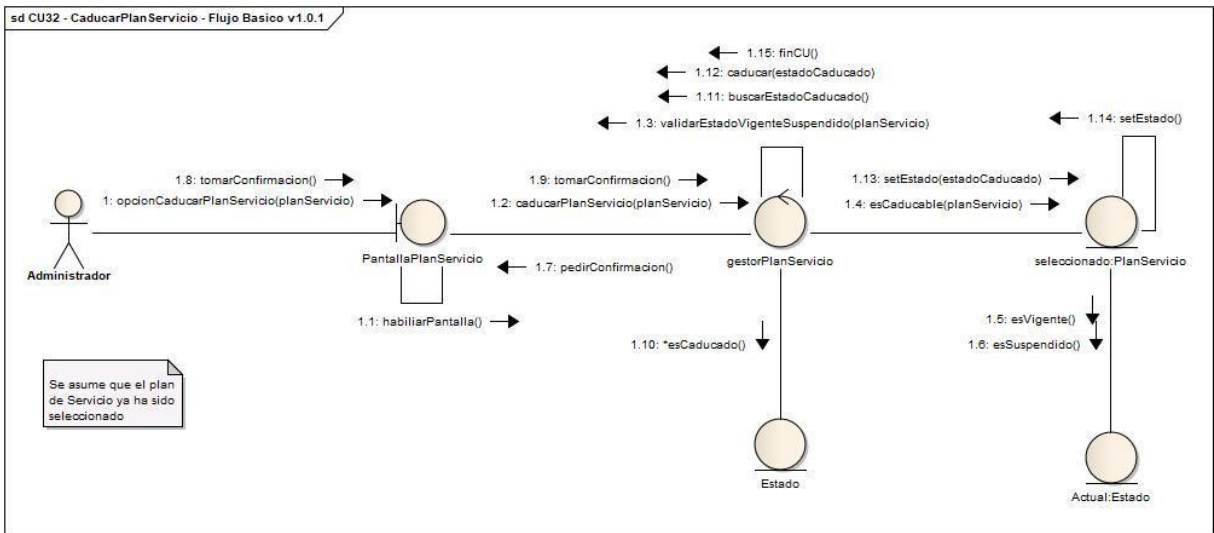 sd CU32 - CaducarPlanServicio - Flujo Basico v1.0.1
1.15: finCU()
1.12: caducar(estadoCaducado)
1.11: buscarEstadoCaducado()
1.3: validarEstadoVigenteSuspendido(planServicio)
1.14: setEstado()
1.8: tomarConfirmacion()
1.9: tomarConfirmacion()
1.13: setEstado(estadoCaducado)
1: opcionCaducarPlanServicio(planServicio)
1.2: caducarPlanServicio(planServicio)
1.4: esCaducable(planServicio)
Administrador
PantallaPlanServicio
gestorPlanServicio
seleccionado:PlanServicio
1.7: pedirConfirmacion()
1.1: habiliarPantalla()
1.10: *esCaducado()
1.5: esVigente()
1.6: esSuspendido()
Se asume que el plan
de Servicio ya ha sido
seleccionado
Estado
Actual:Estado